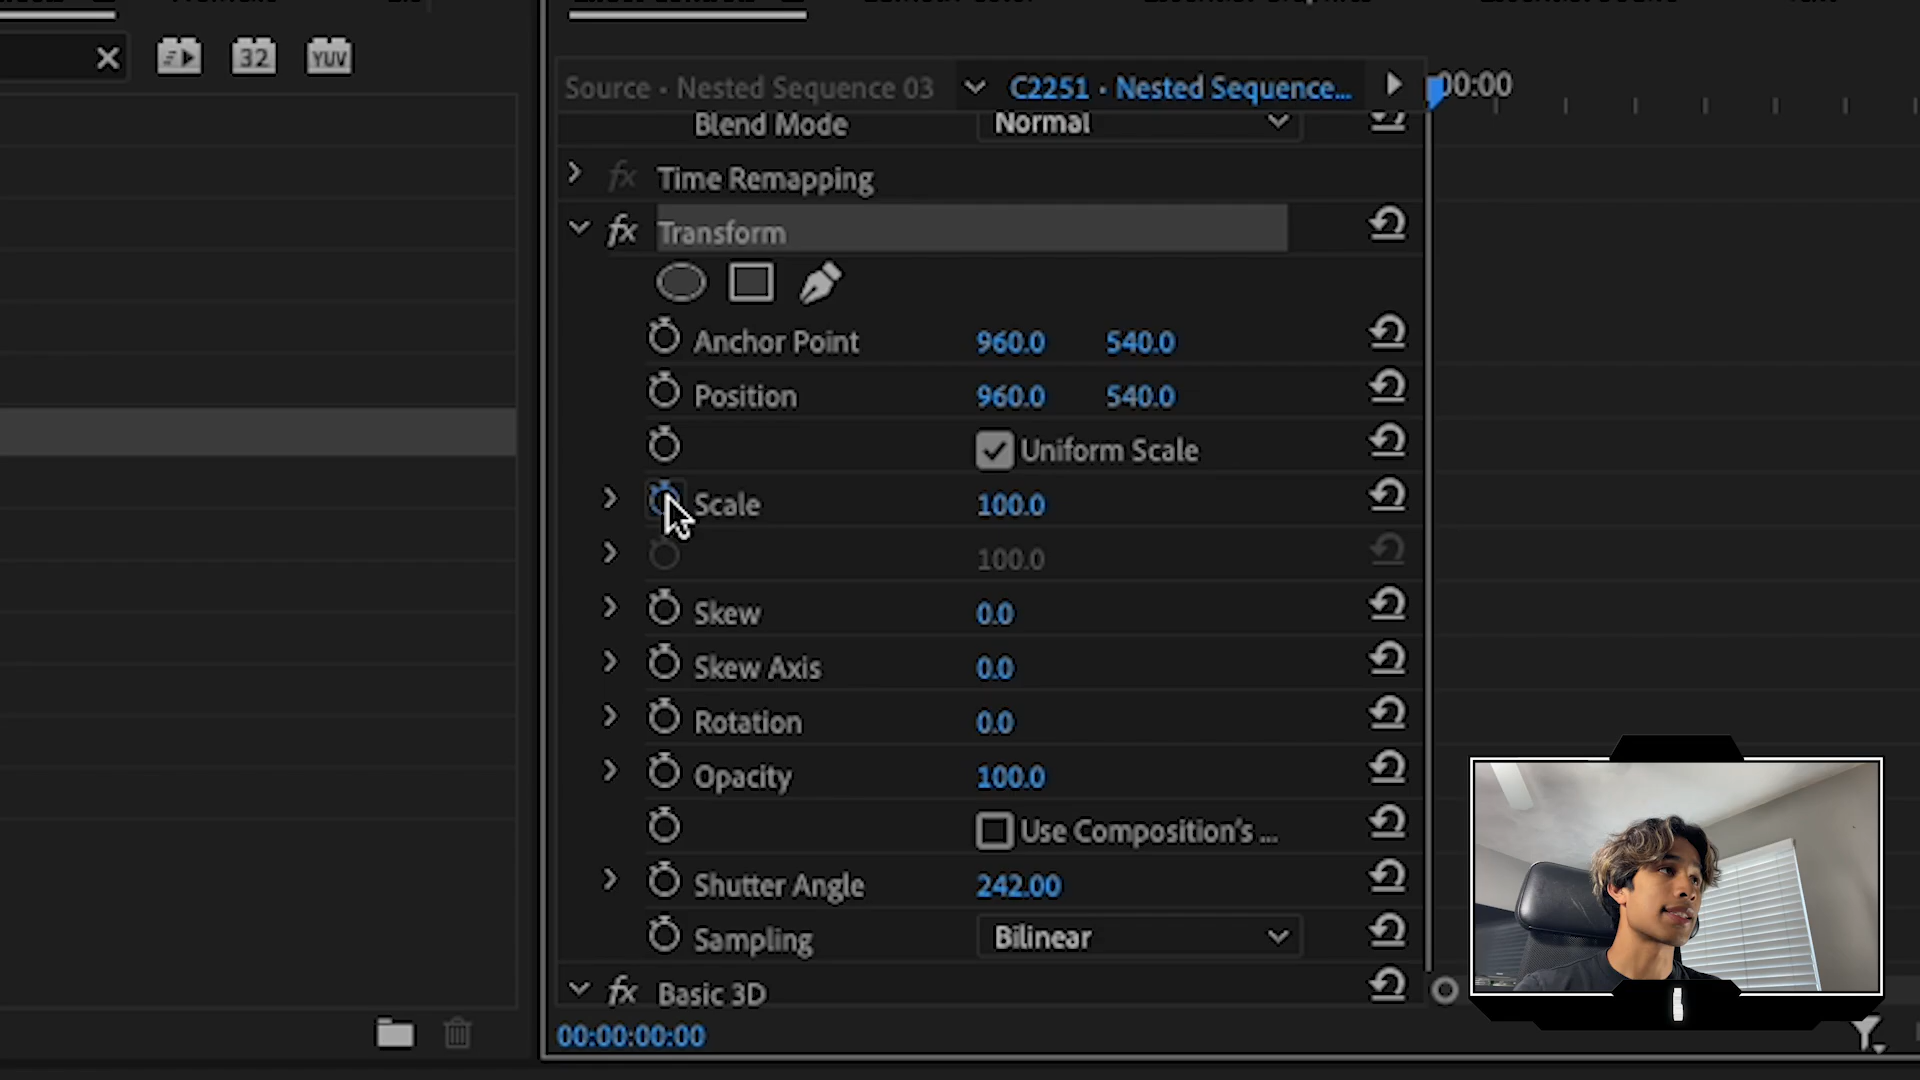 32
YUV
Source • Nested Sequence 03
C2251 • Nested Sequence...
00:00
Blend Mode
Normal
fx Time Remapping
fx Transform
Anchor Point 960.0 540.0
Position 960.0 540.0
Uniform Scale
Scale 100.0
100.0
Skew 0.0
Skew Axis 0.0
Rotation 0.0
Opacity 100.0
Use Composition's ...
Shutter Angle 242.00
Sampling Bilinear
fx Basic 3D
00:00:00:00